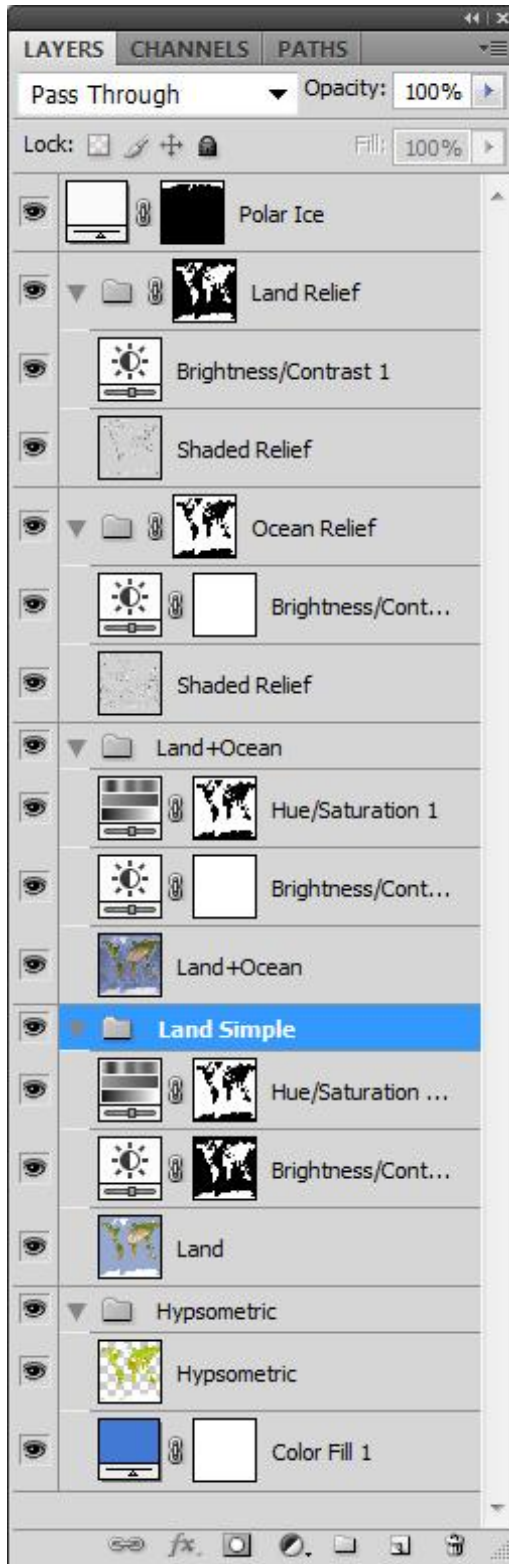 LAYERS CHANNELS PATHS
Pass Through Opacity: 100%
Lock: Fill: 100%
Polar Ice
Land Relief
Brightness/Contrast 1
Shaded Relief
Ocean Relief
Brightness/Cont...
Shaded Relief
Land+Ocean
Hue/Saturation 1
Brightness/Cont...
Land+Ocean
Land Simple
Hue/Saturation ...
Brightness/Cont...
Land
Hypsometric
Hypsometric
Color Fill 1
fx.